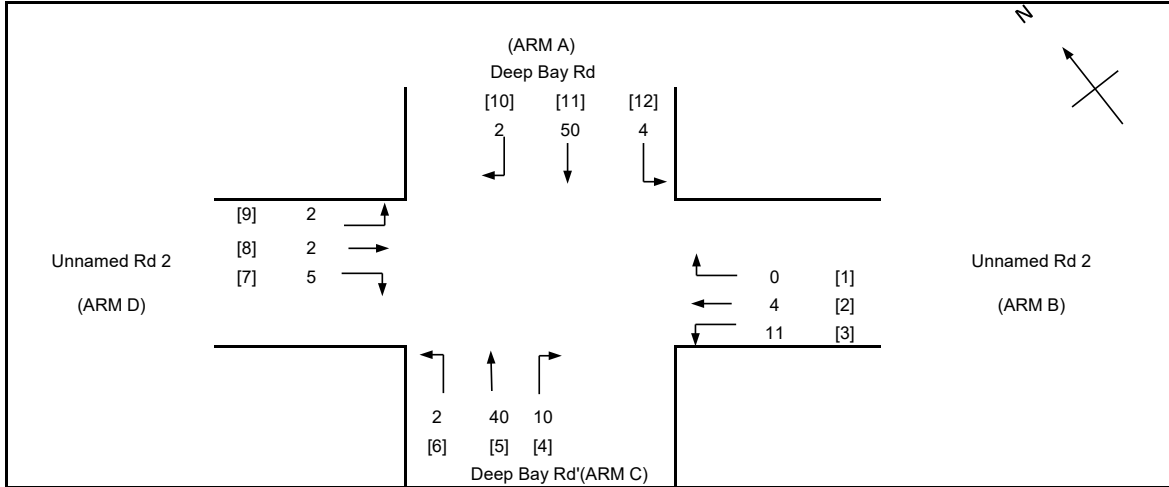 N
(ARM A)
Deep Bay Rd
[10] [11] [12]
2 50 4
[9] 2
[8] 2
[7] 5
Unnamed Rd 2
(ARM D)
Unnamed Rd 2
(ARM B)
0 [1]
4 [2]
11 [3]
2 40 10
[6] [5] [4]
Deep Bay Rd'(ARM C)